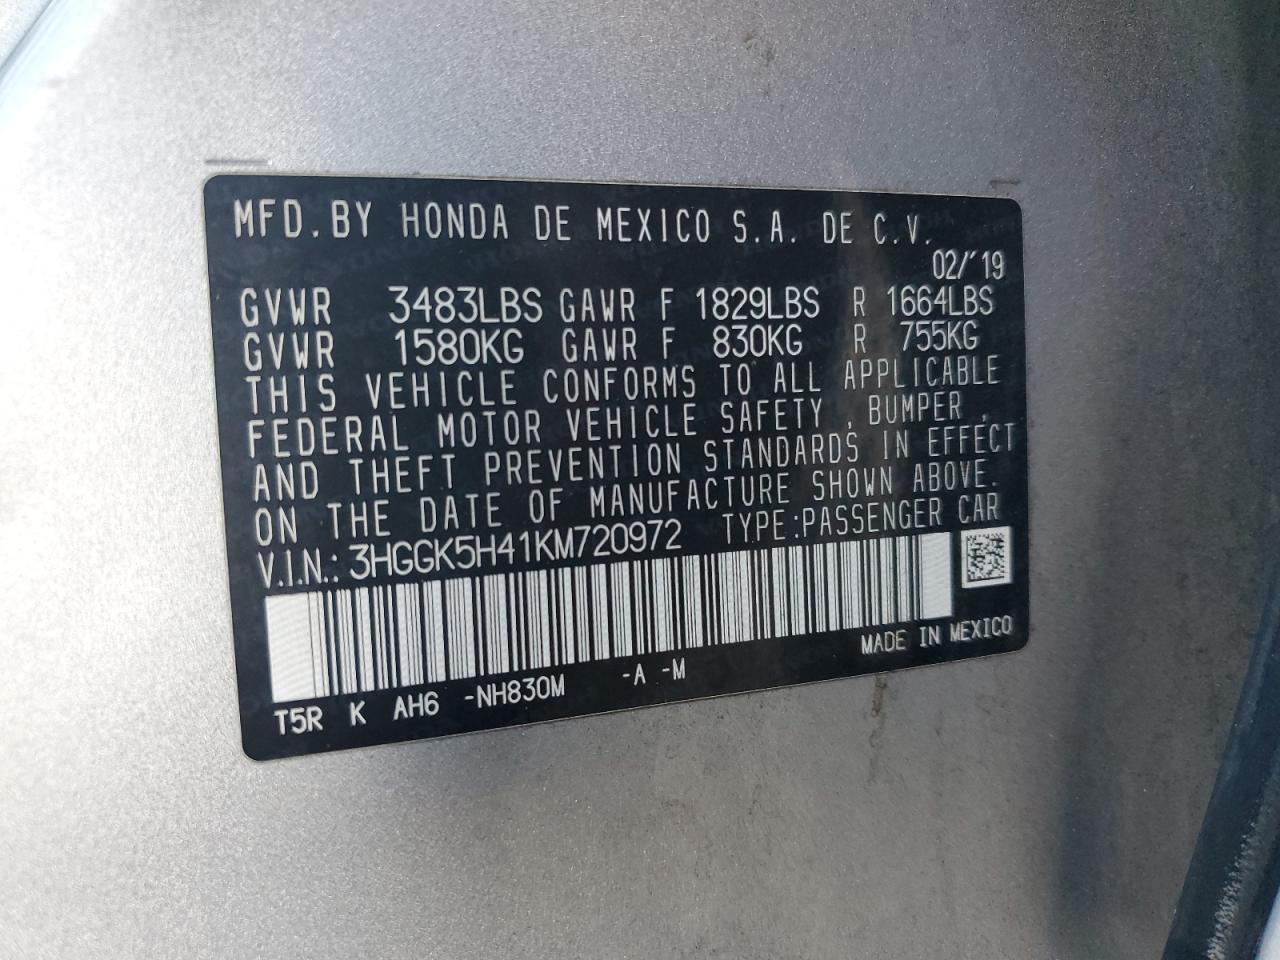 MFD. BY HONDA DE MEXICO S.A. DE C.V.
02/'19
GVWR 3483LBS GAWR F 1829LBS R 1664LBS
GVWR 1580KG GAWR F 830KG R 755KG
THIS VEHICLE CONFORMS TO ALL APPLICABLE
FEDERAL MOTOR VEHICLE SAFETY , BUMPER ,
AND THEFT PREVENTION STANDARDS IN EFFECT
ON THE DATE OF MANUFACTURE SHOWN ABOVE.
V.I.N.: 3HGGK5H41KM720972 TYPE:PASSENGER CAR
MADE IN MEXICO
T5R K AH6 -NH830M -A -M